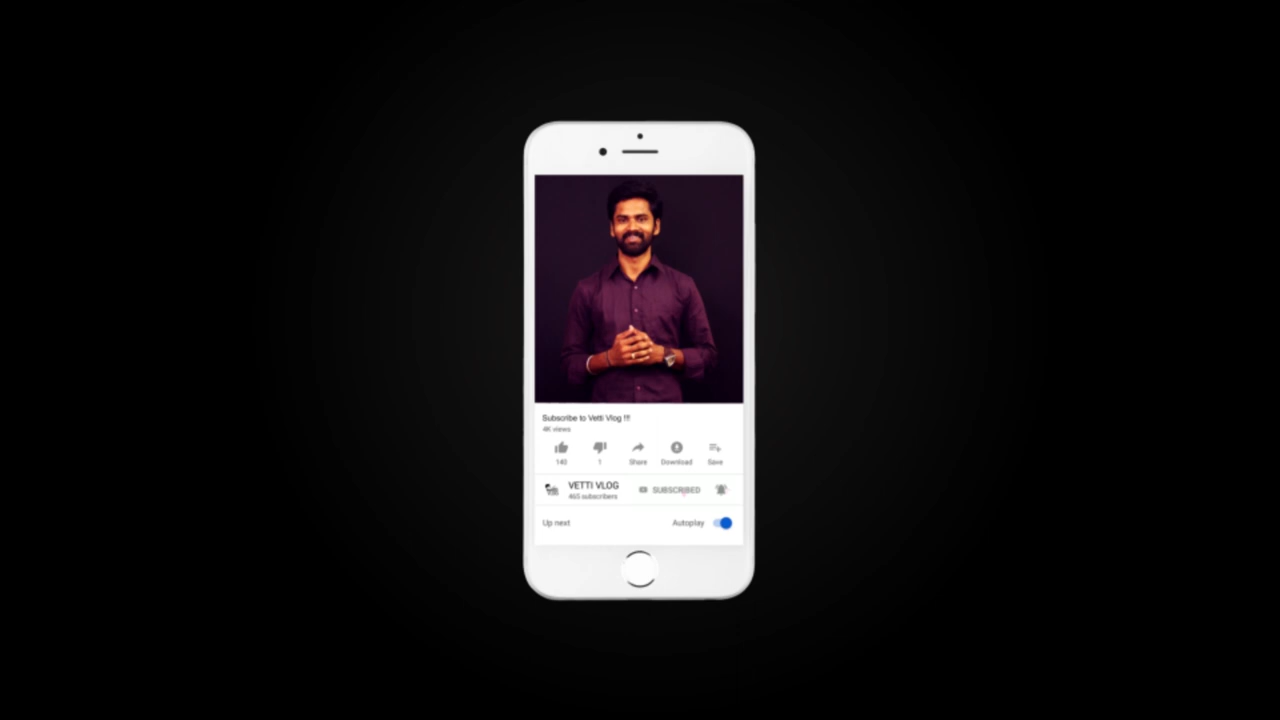 Subscribe to Vetti Vlog !!!
4K views
140 1 Share Download Save
VETTI VLOG SUBSCRIBED
465 subscribers
Up next Autoplay